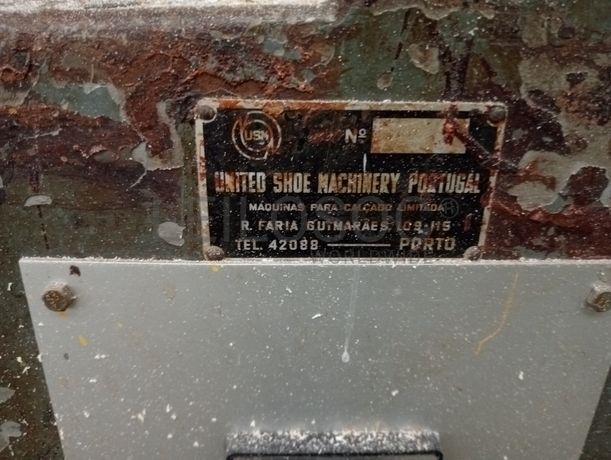 USM Nº
UNITED SHOE MACHINERY PORTUGAL
MÁQUINAS PARA CALÇADO LIMITADA
R. FARIA GUIMARÃES, 109-115
TEL. 42088 PORTO